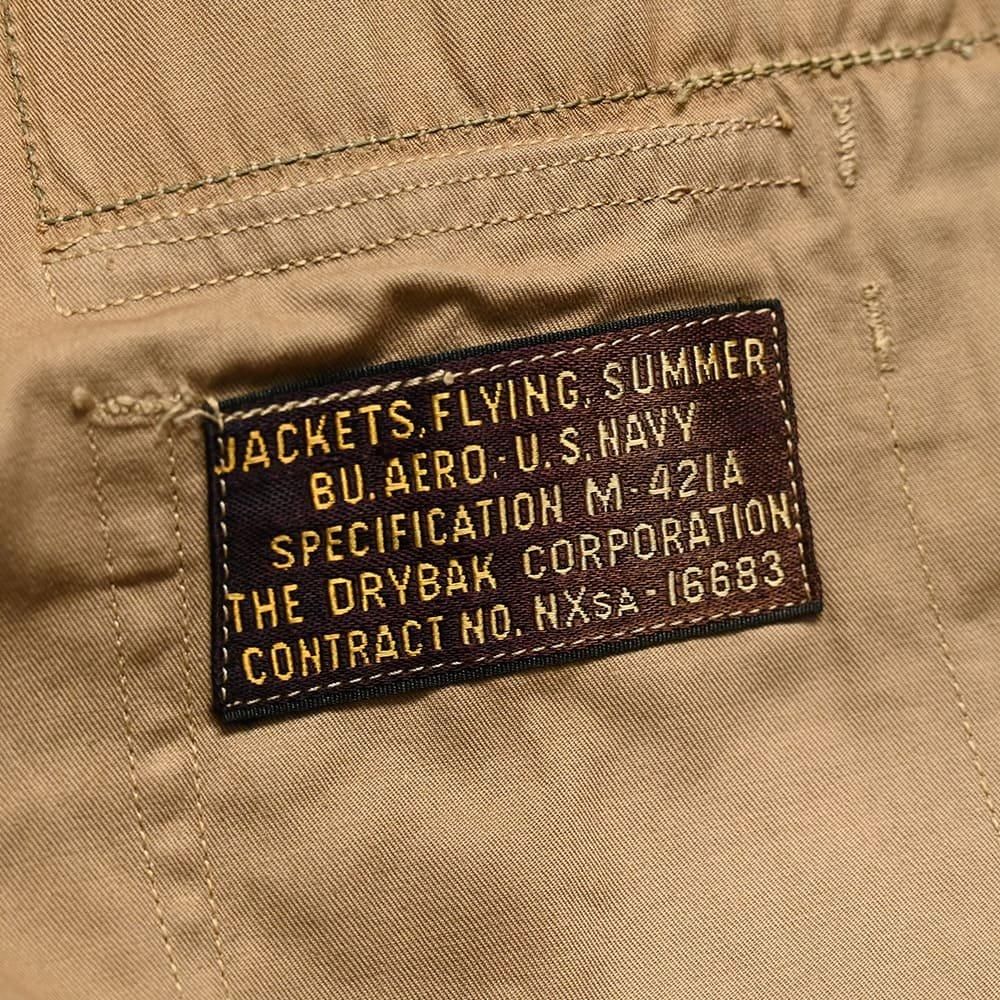 JACKETS, FLYING, SUMMER
BU. AERO. - U.S. NAVY
SPECIFICATION M-421A
THE DRYBAK CORPORATION
CONTRACT NO. NXSA-16683